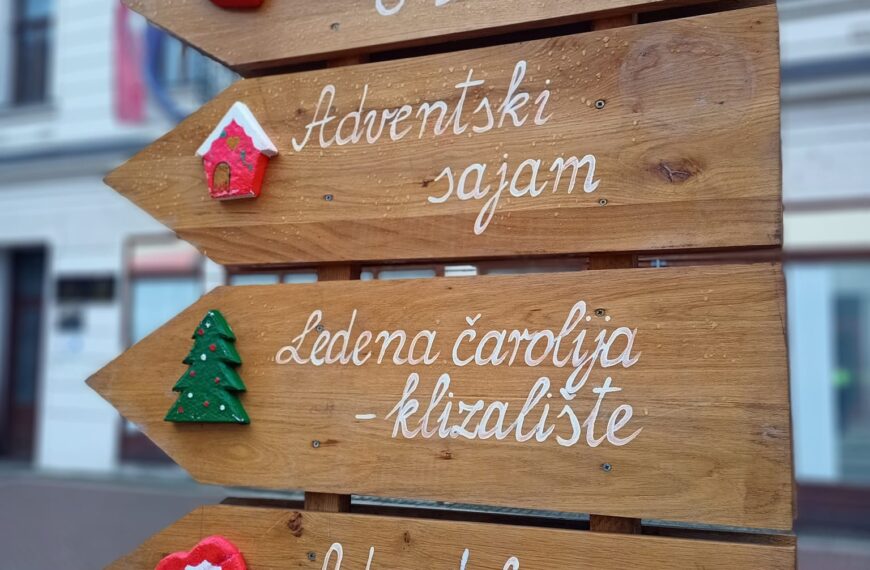 Adventski
sajam
Ledena čarolija
- klizalište